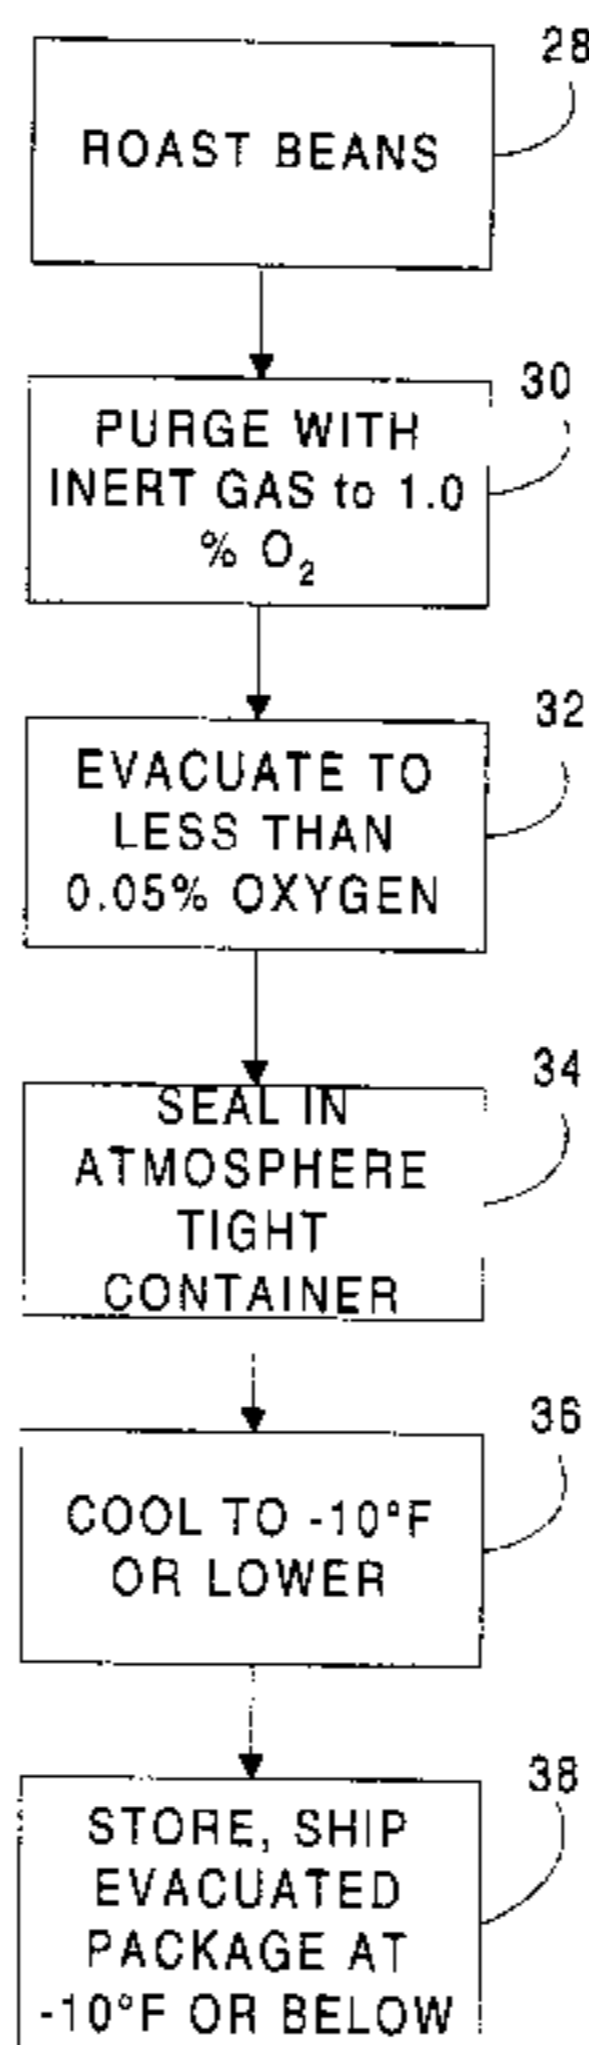 28
ROAST BEANS
30
PURGE WITH
INERT GAS to 1.0
% O₂
32
EVACUATE TO
LESS THAN
0.05% OXYGEN
34
SEAL IN
ATMOSPHERE
TIGHT
CONTAINER
36
COOL TO -10°F
OR LOWER
38
STORE, SHIP
EVACUATED
PACKAGE AT
-10°F OR BELOW